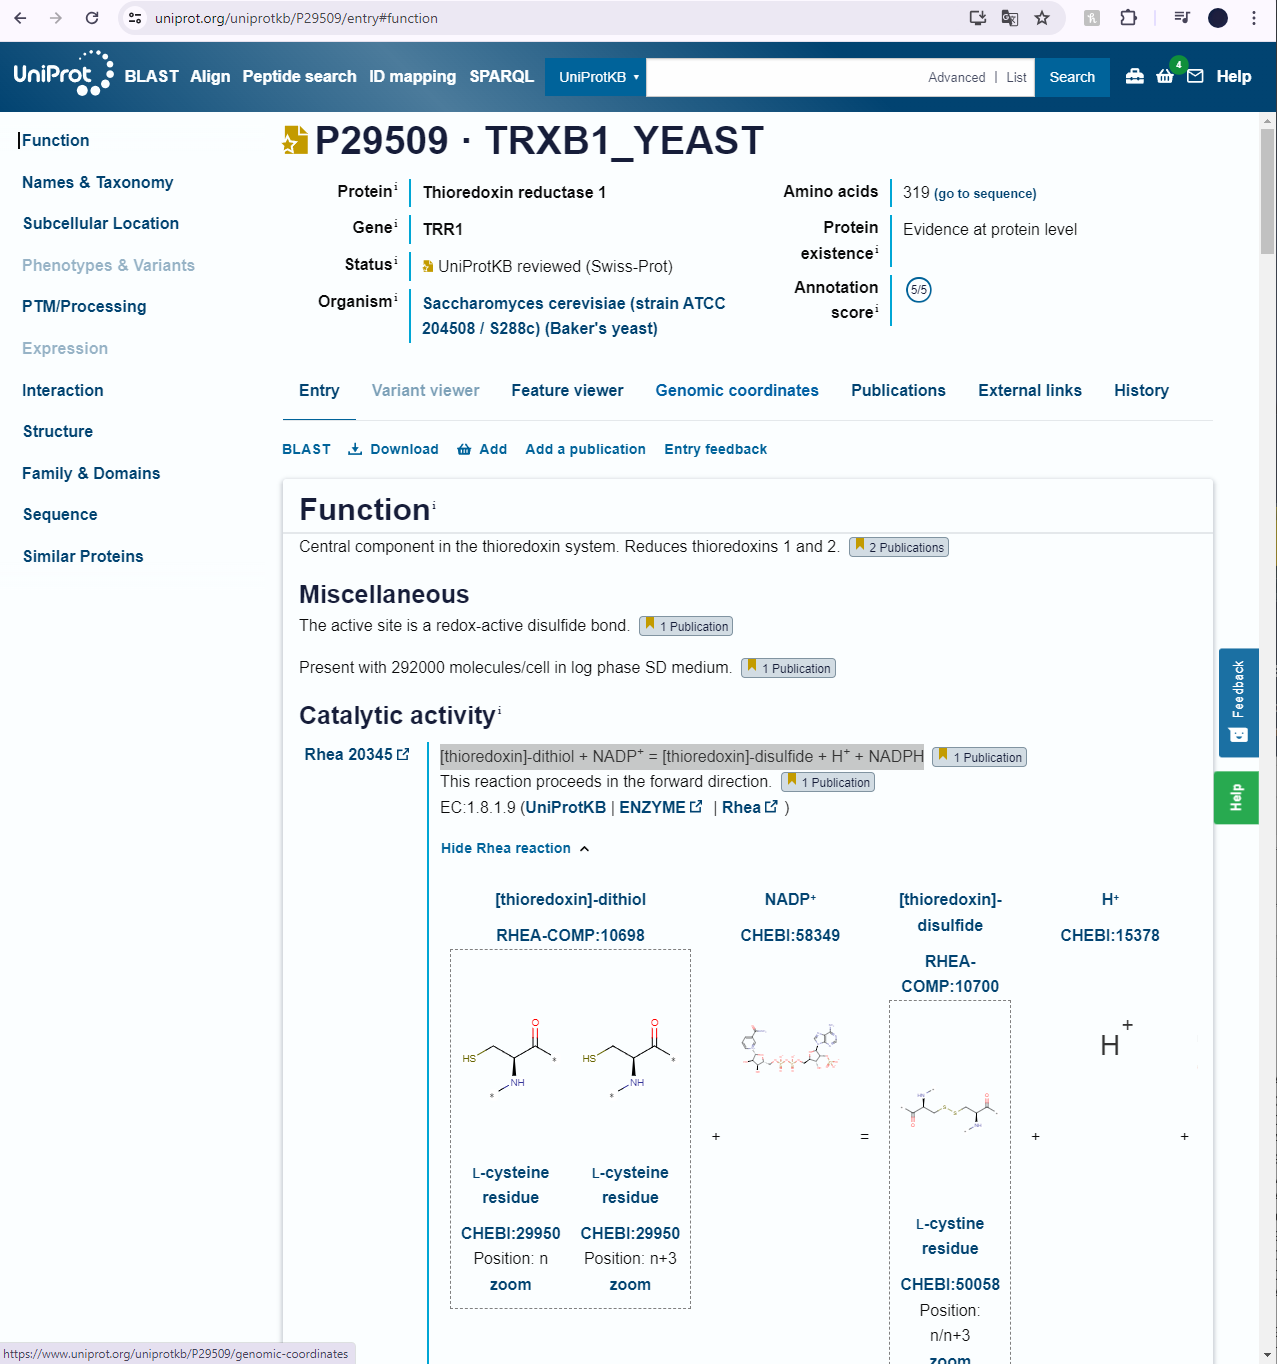 uniprot.org/uniprotkb/P29509/entry#function
UniProt BLAST Align Peptide search ID mapping SPARQL UniProtKB Advanced | List Search 4 Help
Function
Names & Taxonomy
Subcellular Location
Phenotypes & Variants
PTM/Processing
Expression
Interaction
Structure
Family & Domains
Sequence
Similar Proteins
P29509 · TRXB1_YEAST
Protein i Thioredoxin reductase 1
Gene i TRR1
Status i UniProtKB reviewed (Swiss-Prot)
Organism i Saccharomyces cerevisiae (strain ATCC
204508 / S288c) (Baker's yeast)
Amino acids 319 (go to sequence)
Protein
existence i Evidence at protein level
Annotation
score i 5/5
Entry Variant viewer Feature viewer Genomic coordinates Publications External links History
BLAST Download Add Add a publication Entry feedback
Function i
Central component in the thioredoxin system. Reduces thioredoxins 1 and 2. 2 Publications
Miscellaneous
The active site is a redox-active disulfide bond. 1 Publication
Present with 292000 molecules/cell in log phase SD medium. 1 Publication
Catalytic activity i
Rhea 20345 [thioredoxin]-dithiol + NADP⁺ = [thioredoxin]-disulfide + H⁺ + NADPH 1 Publication
This reaction proceeds in the forward direction. 1 Publication
EC:1.8.1.9 (UniProtKB | ENZYME | Rhea )
Hide Rhea reaction
[thioredoxin]-dithiol
RHEA-COMP:10698
HS O NH * *
HS O NH * *
L-cysteine
residue
CHEBI:29950
Position: n
zoom
L-cysteine
residue
CHEBI:29950
Position: n+3
zoom
+
NADP⁺
CHEBI:58349
=
[thioredoxin]-
disulfide
RHEA-
COMP:10700
L-cystine
residue
CHEBI:50058
Position:
n/n+3
zoom
+
H⁺
CHEBI:15378
H⁺
+
Feedback
Help
https://www.uniprot.org/uniprotkb/P29509/genomic-coordinates